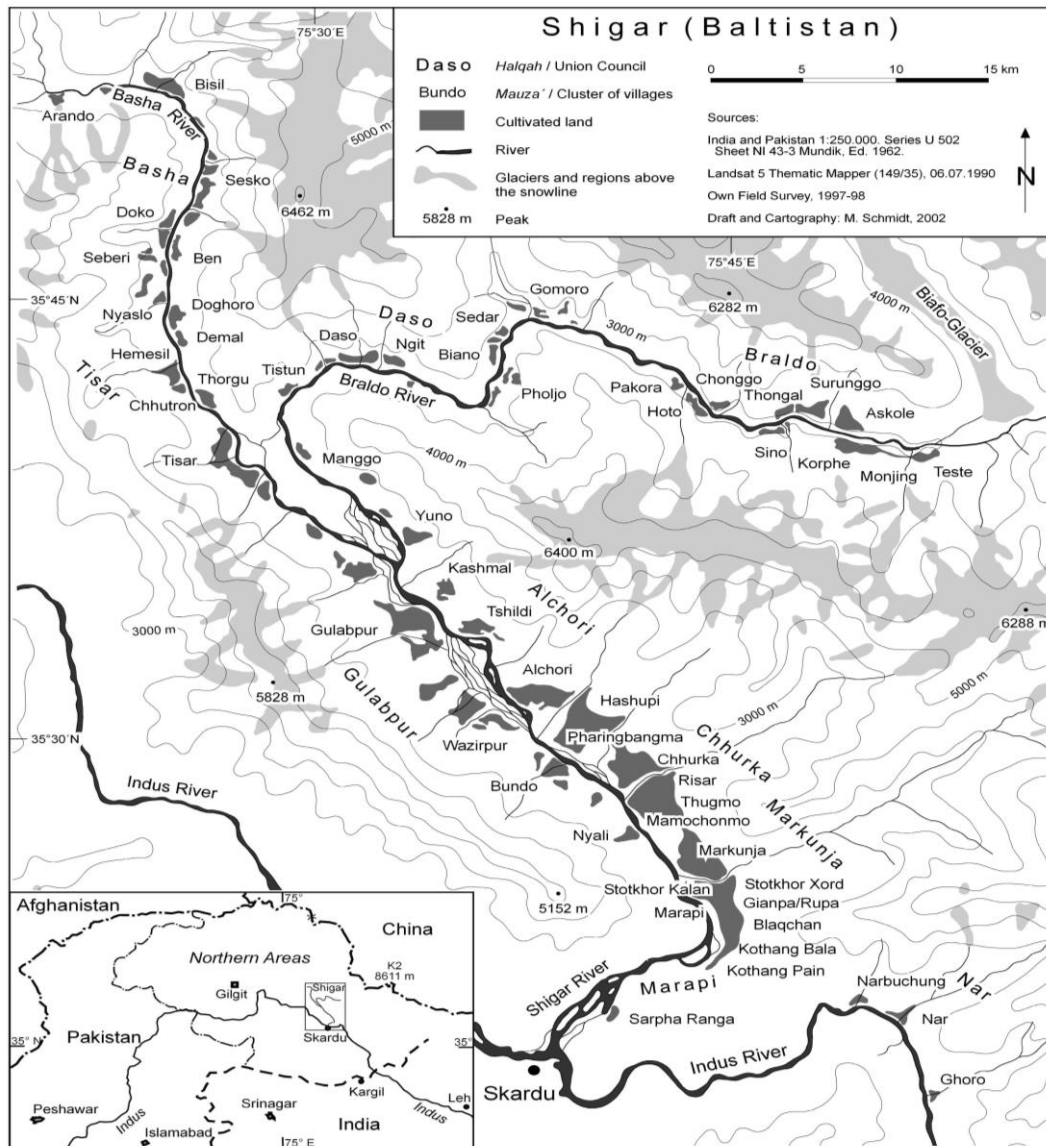 Shigar (Baltistan)
Daso Halqah / Union Council
Bundo Mauza´ / Cluster of villages
Cultivated land
River
Glaciers and regions above
the snowline
5828 m Peak
0 5 10 15 km
Sources:
India and Pakistan 1:250.000. Series U 502
Sheet NI 43-3 Mundik, Ed. 1962.
Landsat 5 Thematic Mapper (149/35), 06.07.1990
Own Field Survey, 1997-98
Draft and Cartography: M. Schmidt, 2002
N
75°30´E
Bisil
Basha River
Arando
5000 m
Basha
Sesko
6462 m
Doko
Seberi
Ben
75°45´E
35°45´N
Nyaslo
Doghoro
Demal
Hemesil
Tisar
Thorgu
Chhutron
Tisar
Daso
Daso
Ngit
Tistun
Braldo River
Sedar
Gomoro
Biano
Pholjo
3000 m
6282 m
4000 m
Biafo-Glacier
Braldo
Pakora
Chonggo
Surunggo
Thongal
Hoto
Askole
Sino
Korphe
Monjing
Teste
Manggo
4000 m
Yuno
6400 m
Kashmal
Alchori
Tshildi
6288 m
3000 m
Gulabpur
5828 m
Gulabpur
Alchori
Hashupi
5000 m
3000 m
35°30´N
Wazirpur
Pharingbangma
Chhurka
Chhurka
Risar
Bundo
Thugmo
Mamochonmo
Markunja
Indus River
Nyali
Markunja
Stotkhor Kalan
Stotkhor Xord
Gianpa/Rupa
5152 m
Marapi
Blaqchan
Kothang Bala
Kothang Pain
Shigar River
Marapi
Narbuchung
Nar
Nar
Sarpha Ranga
Indus River
Skardu
Ghoro
Afghanistan
75°
China
Northern Areas
K2
8611 m
Gilgit
Shigar
35° N
Pakistan
Skardu
35°
Kargil
Leh
Indus
Peshawar
Indus
Srinagar
Islamabad
India
75° E